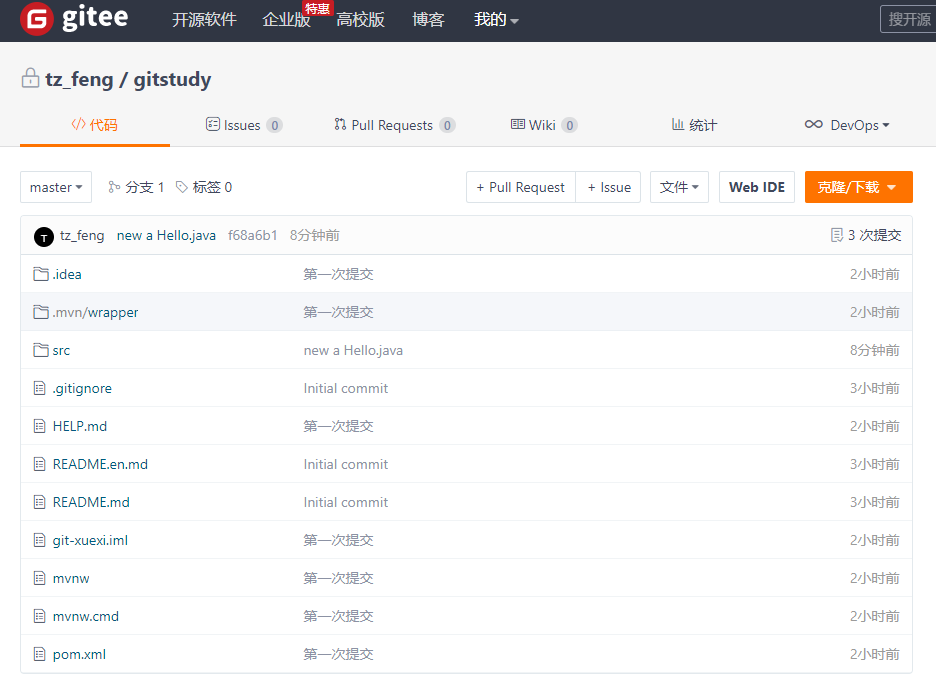 gitee 开源软件 企业版 特惠 高校版 博客 我的 搜开源
tz_feng / gitstudy
代码 Issues 0 Pull Requests 0 Wiki 0 统计 DevOps
master 分支 1 标签 0 + Pull Request + Issue 文件 Web IDE 克隆/下载
T tz_feng new a Hello.java f68a6b1 8分钟前 3 次提交
.idea 第一次提交 2小时前
.mvn/wrapper 第一次提交 2小时前
src new a Hello.java 8分钟前
.gitignore Initial commit 3小时前
HELP.md 第一次提交 2小时前
README.en.md Initial commit 3小时前
README.md Initial commit 3小时前
git-xuexi.iml 第一次提交 2小时前
mvnw 第一次提交 2小时前
mvnw.cmd 第一次提交 2小时前
pom.xml 第一次提交 2小时前